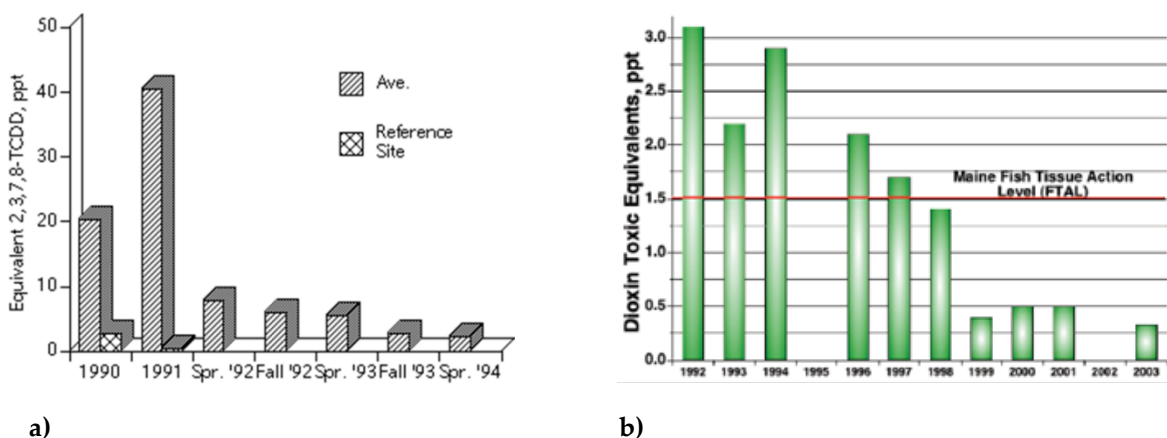 Equivalent 2,3,7,8-TCDD, ppt
50
40
30
20
10
0
Ave.
Reference
Site
1990 1991 Spr. '92 Fall '92 Spr. '93 Fall '93 Spr. '94
a)
Dioxin Toxic Equivalents, ppt
3.0
2.5
2.0
1.5
1.0
0.5
0.0
Maine Fish Tissue Action
Level (FTAL)
1992 1993 1994 1995 1996 1997 1998 1999 2000 2001 2002 2003
b)